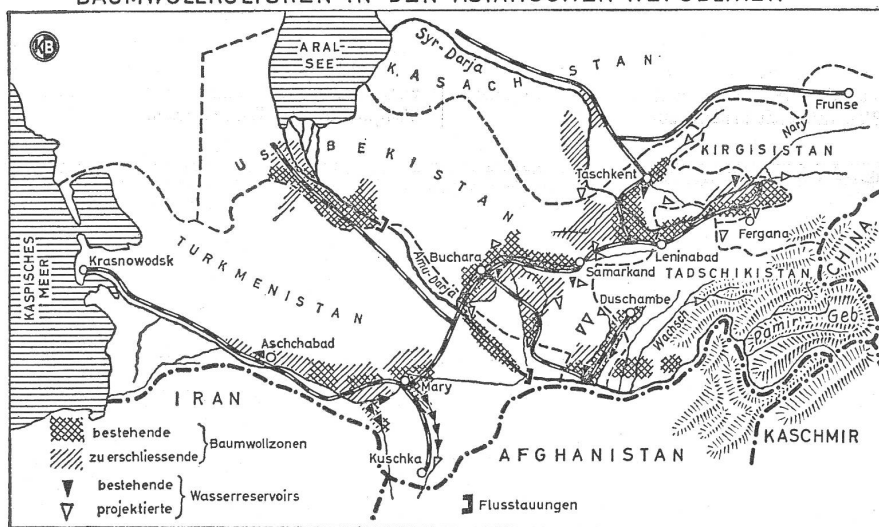 BAUMWOLLKULTUREN IN DEN ASIATISCHEN REPUBLIKEN
KB
ARAL-
SEE
Syr-Darja
KASACHSTAN
Frunse
Nary
KIRGISISTAN
USBEKISTAN
Taschkent
KASPISCHES
MEER
Krasnowodsk
TURKMENISTAN
Amu-Darja
Buchara
Samarkand
Leninabad
Fergana
CHINA
TADSCHIKISTAN
Duschambe
Wachsch
Pamir Geb.
Aschchabad
Mary
IRAN
Kuschka
AFGHANISTAN
KASCHMIR
bestehende
zu erschliessende
Baumwollzonen
bestehende
projektierte
Wasserreservoirs
Flusstauungen